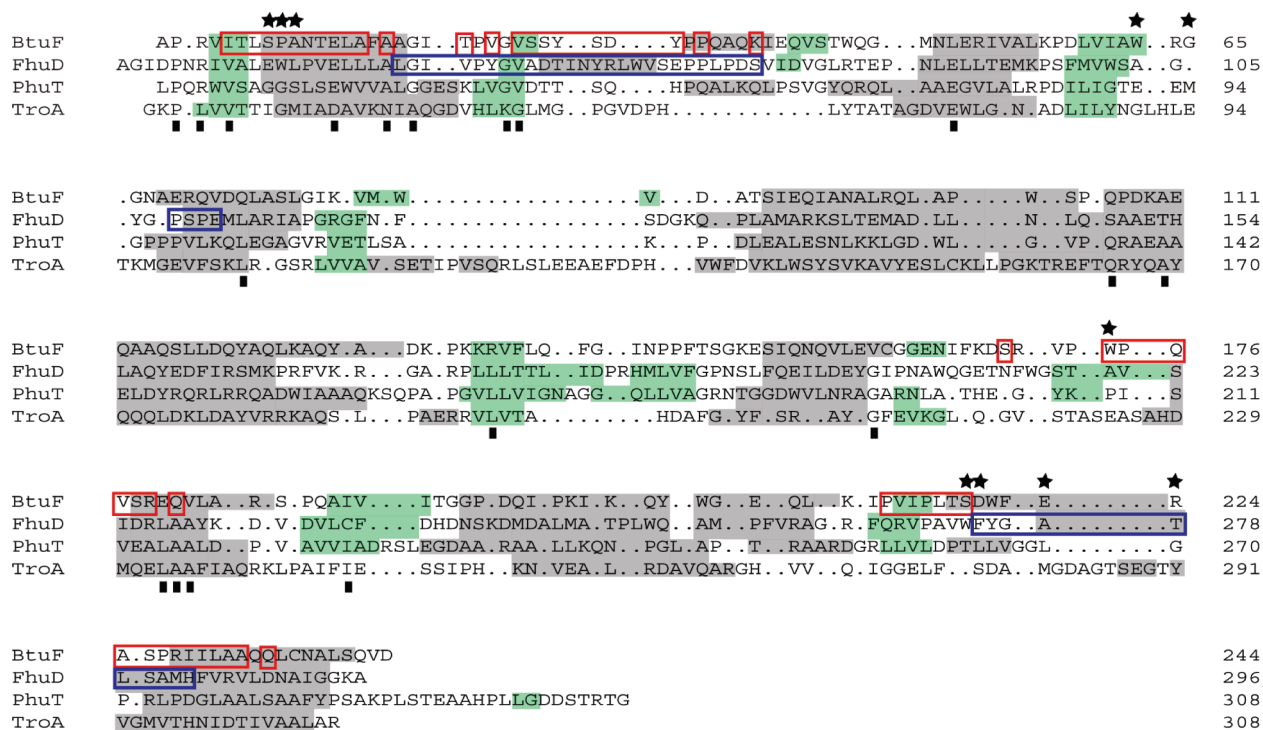 BtuF AP.RVITLSPANTELAFAAGI..TPVGVSSY..SD....YPPQAQKIEQVSTWQG...MNLERIVALKPDLVIAW..RG 65
FhuD AGIDPNRIVALEWLPVELLLALGI..VPYGVADTINYRLWVSEPPLPDSVIDVGLRTEP..NLELLTEMKPSFMVWSA..G. 105
PhuT LPQRWVSAGGSLSEWVVALGGESKLVGVDTT..SQ...HPQALKQLPSVGYQRQL..AAEGVLALRPDILIGTE..EM 94
TroA GKP.LVVTTIGMIADAVKNIAQGDVHLKGLMG..PGVDPH............LYTATAGDVEWLG.N.ADLILYNGLHLE 94
BtuF .GNAERQVDQLASLGIK.VM.W..................V...D..ATSIEQIANALRQL.AP.....W..SP.QPDKAE 111
FhuD .YG.PSPEMLARIAPGRGFN.F..................SDGKQ..PLAMARKSLTEMAD.LL.....N..LQ.SAAETH 154
PhuT .GPPPVLKQLEGAGVRVETLSA..................K...P..DLEALESNLKKLGD.WL.....G..VP.QRAEAA 142
TroA TKMGEVFSKLR.GSRLVVAV.SETIPVSQRLSLEEAEFDPH...VWFDVKLWSYSVKAVYESLCKLLPGKTREFTQRYQAY 170
BtuF QAAQSLLDQYAQLKAQY.A...DK.PKKRVFLQ..FG..INPPFTSGKESIQNQVLEVCGGENIFKDSR..VP..WP...Q 176
FhuD LAQYEDFIRSMKPRFVK.R...GA.RPLLLTTL..IDPRHMLVFGPNSLFQEILDEYGIPNAWQGETNFWGST..AV...S 223
PhuT ELDYRQRLRRQADWIAAAQKSQPA.PGVLLVIGNAGG..QLLVAGRNTGGDWVLNRAGARNLA.THE.G..YK..PI...S 211
TroA QQQLDKLDAYVRRKAQS.L...PAERRVLVTA.........HDAFG.YF.SR..AY.GFEVKGL.Q.GV..STASEASAHD 229
BtuF VSREQVLA..R.S.PQAIV.....ITGGP.DQI.PKI.K...QY..WG..E..QL..K.IPVIPLTSDWF..E.........R 224
FhuD IDRLAAYK..D.V.DVLCF....DHDNSKDMDALMA.TPLWQ..AM..PFVRAG.R.FQRVPAVWFYG..A.........T 278
PhuT VEALAALD..P.V.AVVIADRSLEGDAA.RAA.LLKQN..PGL.AP..T..RAARDGRLLVLDPTLLVGGL.........G 270
TroA MQELAAFIAQRKLPAIFIE....SSIPH..KN.VEA.L..RDAVQARGH..VV..Q.IGGELF..SDA..MGDAGTSEGTY 291
BtuF A.SPRIILAAQQLCNALSQVD 244
FhuD L.SAMHFVRVLDNAIGGKA 296
PhuT P.RLPDGLAALSAAFYPSAKPLSTEAAHPLLGDDSTRTG 308
TroA VGMVTHNIDTIVAALAR 308